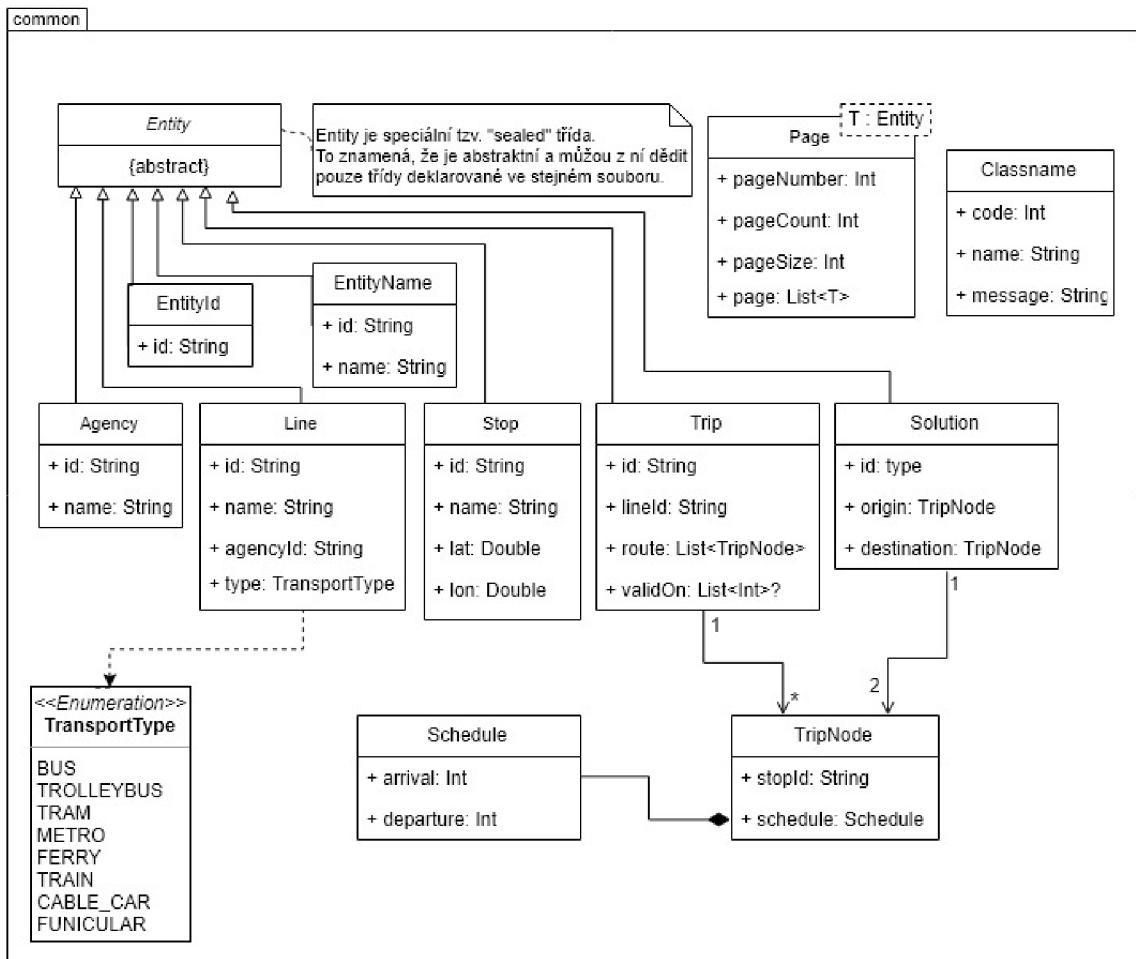 common
Entity
{abstract}
Entity je speciální tzv. "sealed" třída.
To znamená, že je abstraktní a můžou z ní dědit
pouze třídy deklarované ve stejném souboru.
T : Entity
Page
+ pageNumber: Int
+ pageCount: Int
+ pageSize: Int
+ page: List<T>
Classname
+ code: Int
+ name: String
+ message: String
EntityId
+ id: String
EntityName
+ id: String
+ name: String
Agency
+ id: String
+ name: String
Line
+ id: String
+ name: String
+ agencyId: String
+ type: TransportType
Stop
+ id: String
+ name: String
+ lat: Double
+ lon: Double
Trip
+ id: String
+ lineId: String
+ route: List<TripNode>
+ validOn: List<Int>?
Solution
+ id: type
+ origin: TripNode
+ destination: TripNode
1
1
*
2
<<Enumeration>>
TransportType
BUS
TROLLEYBUS
TRAM
METRO
FERRY
TRAIN
CABLE_CAR
FUNICULAR
Schedule
+ arrival: Int
+ departure: Int
TripNode
+ stopId: String
+ schedule: Schedule